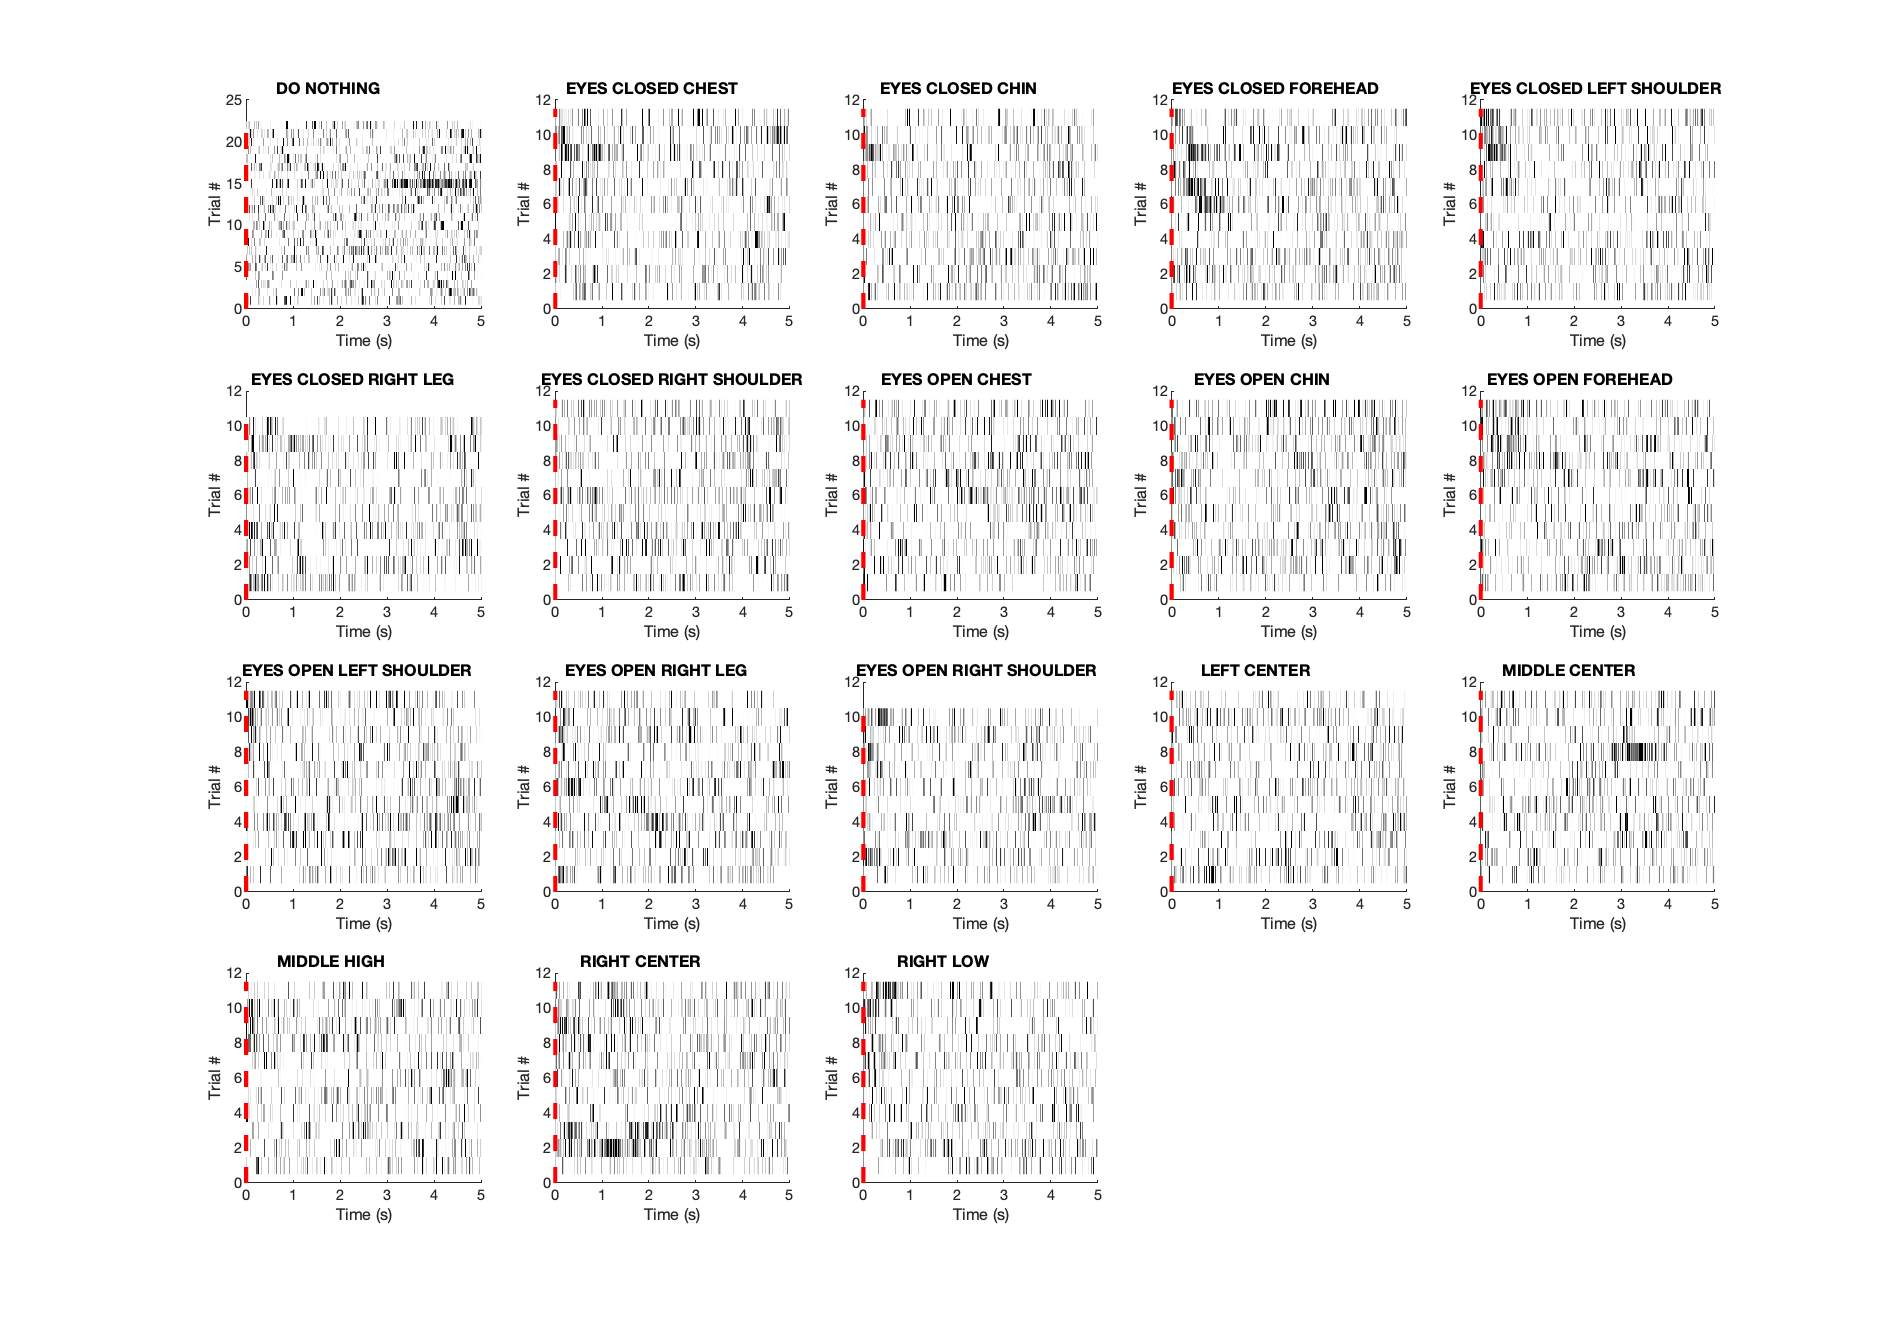 DO NOTHING
25
20
15
10
5
0
Trial #
0 1 2 3 4 5
Time (s)
EYES CLOSED CHEST
12
10
8
6
4
2
0
Trial #
0 1 2 3 4 5
Time (s)
EYES CLOSED CHIN
12
10
8
6
4
2
0
Trial #
0 1 2 3 4 5
Time (s)
EYES CLOSED FOREHEAD
12
10
8
6
4
2
0
Trial #
0 1 2 3 4 5
Time (s)
EYES CLOSED LEFT SHOULDER
12
10
8
6
4
2
0
Trial #
0 1 2 3 4 5
Time (s)
EYES CLOSED RIGHT LEG
12
10
8
6
4
2
0
Trial #
0 1 2 3 4 5
Time (s)
EYES CLOSED RIGHT SHOULDER
12
10
8
6
4
2
0
Trial #
0 1 2 3 4 5
Time (s)
EYES OPEN CHEST
12
10
8
6
4
2
0
Trial #
0 1 2 3 4 5
Time (s)
EYES OPEN CHIN
12
10
8
6
4
2
0
Trial #
0 1 2 3 4 5
Time (s)
EYES OPEN FOREHEAD
12
10
8
6
4
2
0
Trial #
0 1 2 3 4 5
Time (s)
EYES OPEN LEFT SHOULDER
12
10
8
6
4
2
0
Trial #
0 1 2 3 4 5
Time (s)
EYES OPEN RIGHT LEG
12
10
8
6
4
2
0
Trial #
0 1 2 3 4 5
Time (s)
EYES OPEN RIGHT SHOULDER
12
10
8
6
4
2
0
Trial #
0 1 2 3 4 5
Time (s)
LEFT CENTER
12
10
8
6
4
2
0
Trial #
0 1 2 3 4 5
Time (s)
MIDDLE CENTER
12
10
8
6
4
2
0
Trial #
0 1 2 3 4 5
Time (s)
MIDDLE HIGH
12
10
8
6
4
2
0
Trial #
0 1 2 3 4 5
Time (s)
RIGHT CENTER
12
10
8
6
4
2
0
Trial #
0 1 2 3 4 5
Time (s)
RIGHT LOW
12
10
8
6
4
2
0
Trial #
0 1 2 3 4 5
Time (s)